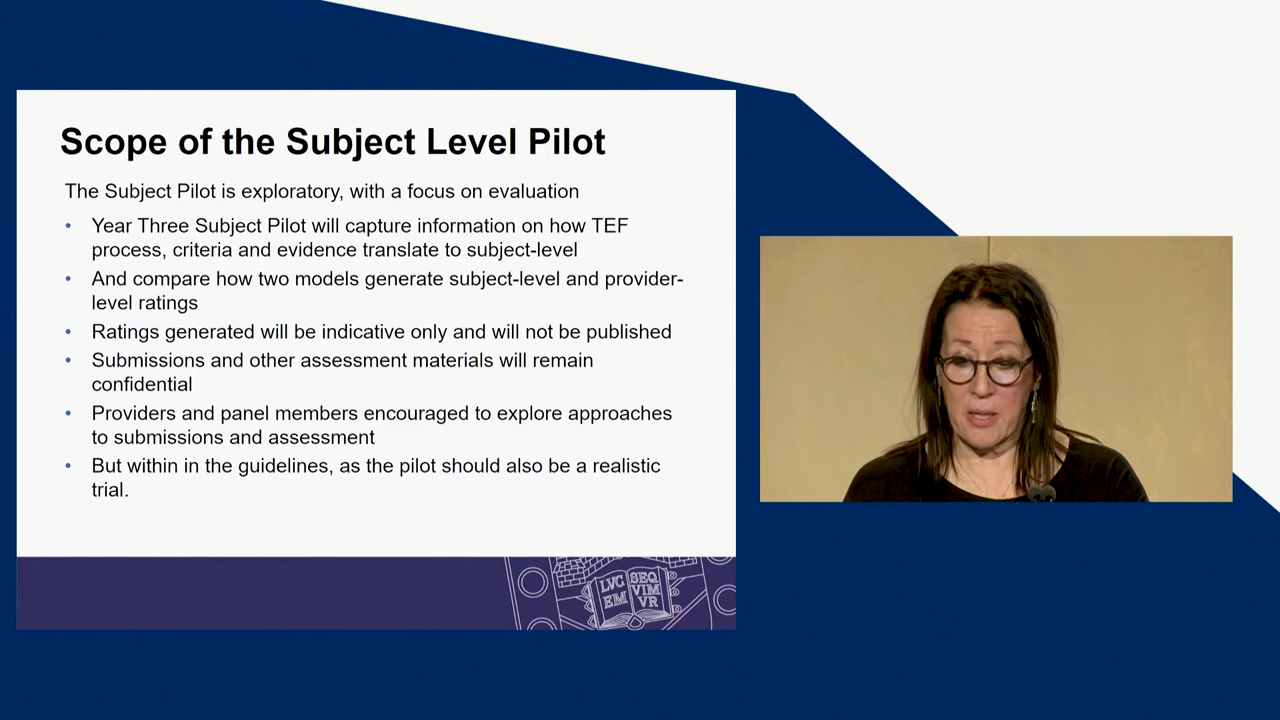 Scope of the Subject Level Pilot
The Subject Pilot is exploratory, with a focus on evaluation
• Year Three Subject Pilot will capture information on how TEF
process, criteria and evidence translate to subject-level
• And compare how two models generate subject-level and provider-
level ratings
• Ratings generated will be indicative only and will not be published
• Submissions and other assessment materials will remain
confidential
• Providers and panel members encouraged to explore approaches
to submissions and assessment
• But within in the guidelines, as the pilot should also be a realistic
trial.
LVC
EM
SEQ
VIM
VR